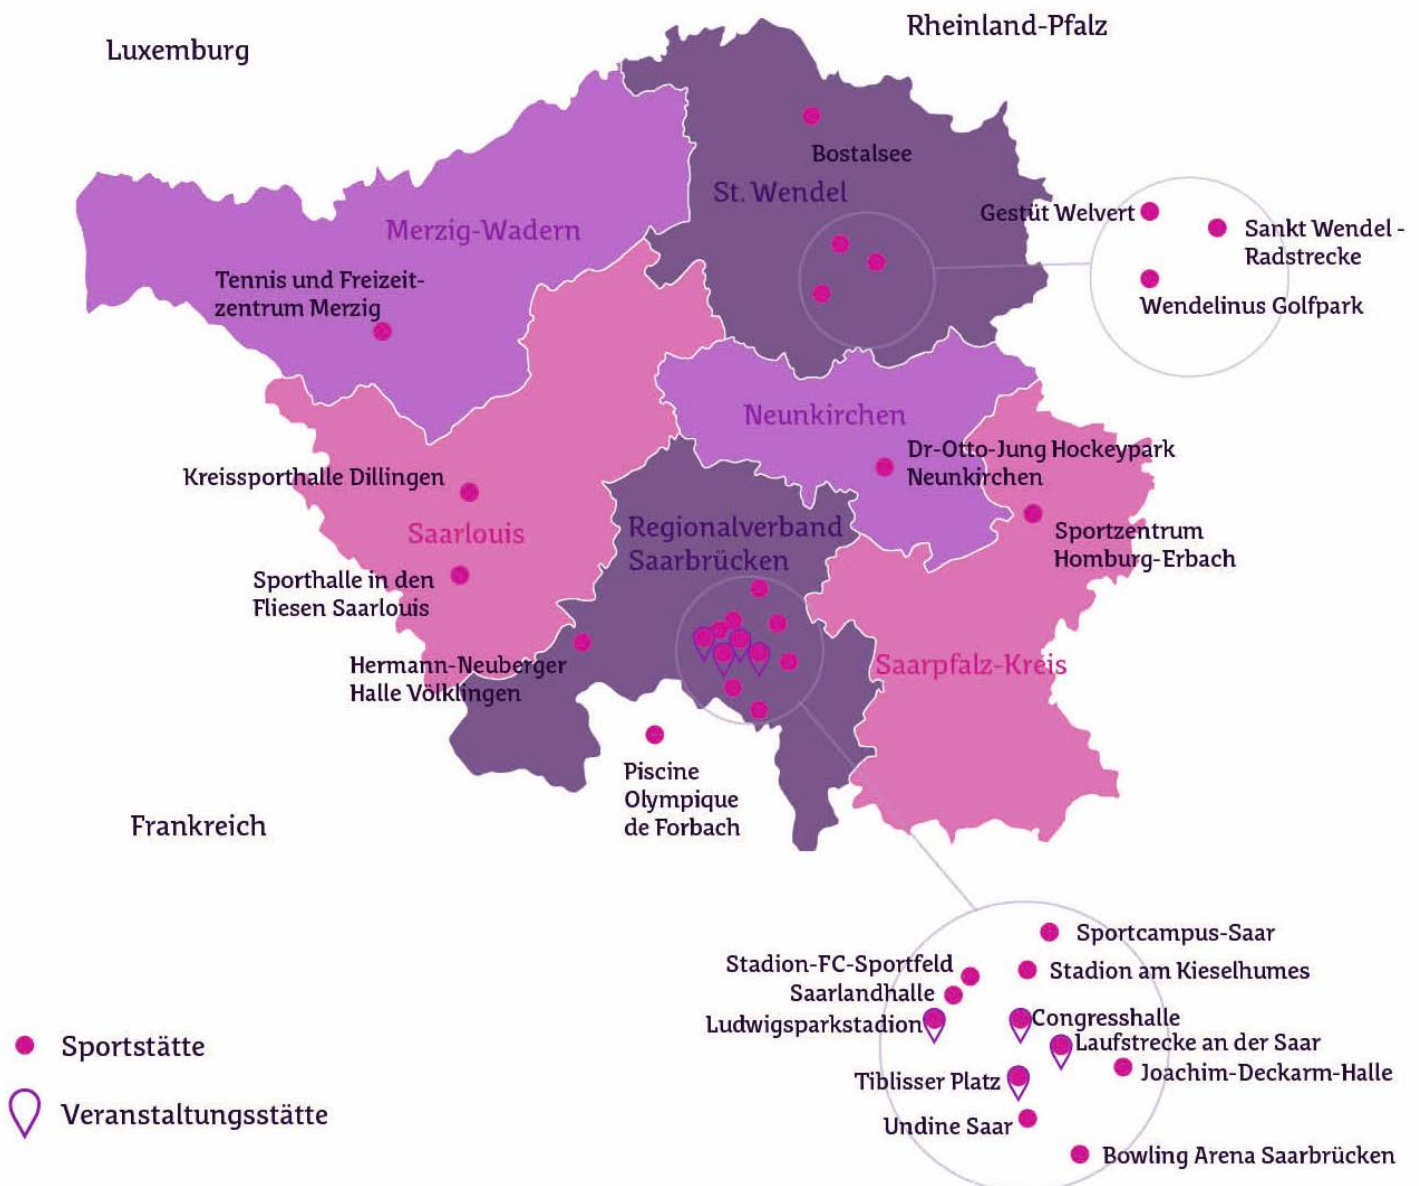 Luxemburg
Rheinland-Pfalz
Bostalsee
St. Wendel
Gestüt Welvert
Sankt Wendel -
Radstrecke
Wendelinus Golfpark
Merzig-Wadern
Tennis und Freizeit-
zentrum Merzig
Neunkirchen
Dr-Otto-Jung Hockeypark
Neunkirchen
Kreissporthalle Dillingen
Saarlouis
Regionalverband
Saarbrücken
Sportzentrum
Homburg-Erbach
Sporthalle in den
Fliesen Saarlouis
Hermann-Neuberger
Halle Völklingen
Saarpfalz-Kreis
Piscine
Olympique
de Forbach
Frankreich
Sportcampus-Saar
Stadion-FC-Sportfeld
Stadion am Kieselhumes
Saarlandhalle
Ludwigsparkstadion
Congresshalle
Laufstrecke an der Saar
Joachim-Deckarm-Halle
Tiblisser Platz
Undine Saar
Bowling Arena Saarbrücken
Sportstätte
Veranstaltungsstätte